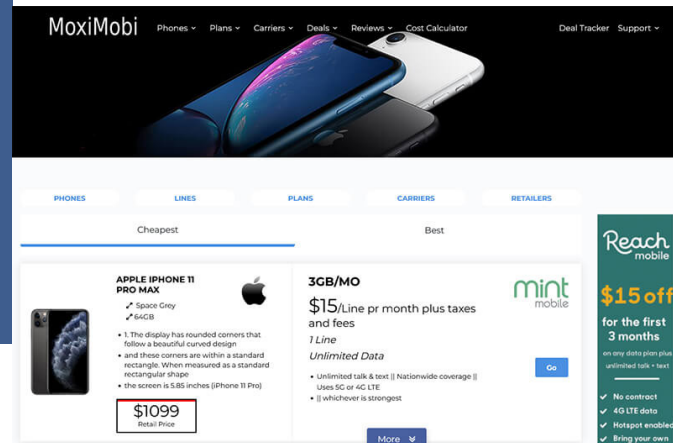 MoxiMobi
Phones Plans Carriers Deals Reviews Cost Calculator Deal Tracker Support
PHONES LINES PLANS CARRIERS RETAILERS
Cheapest Best
APPLE IPHONE 11
PRO MAX
Space Grey
64GB
• 1. The display has rounded corners that
follow a beautiful curved design
• and these corners are within a standard
rectangle. When measured as a standard
rectangular shape
• the screen is 5.85 inches (iPhone 11 Pro)
$1099
Retail Price
3GB/MO
$15/Line pr month plus taxes
and fees
1 Line
Unlimited Data
• Unlimited talk & text || Nationwide coverage ||
Uses 5G or 4G LTE
• || whichever is strongest
mint
mobile
Go
More
Reach
mobile
$15 off
for the first
3 months
on any data plan plus
unlimited talk + text
No contract
4G LTE data
Hotspot enabled
Bring your own